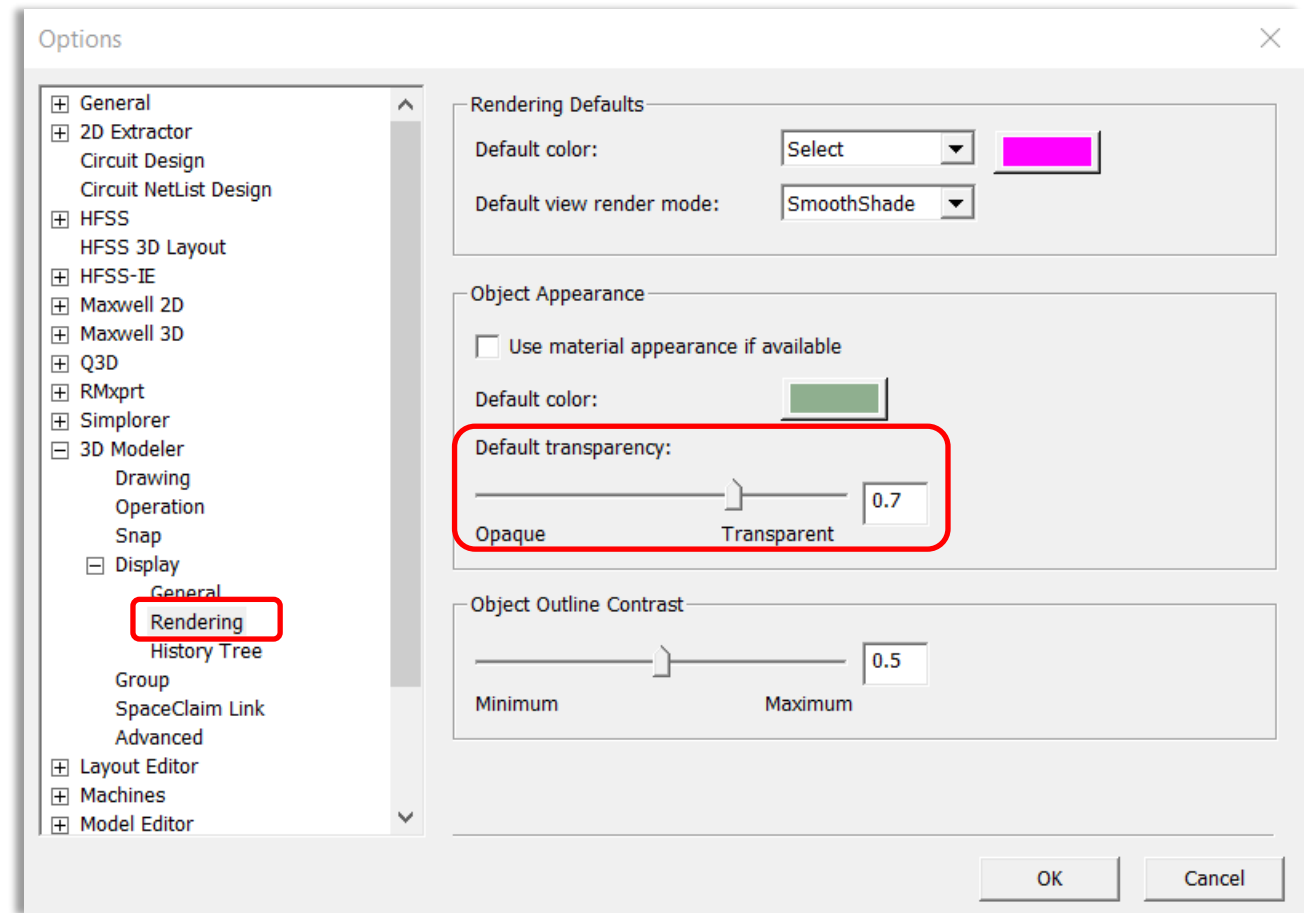 Options
General
2D Extractor
Circuit Design
Circuit NetList Design
HFSS
HFSS 3D Layout
HFSS-IE
Maxwell 2D
Maxwell 3D
Q3D
RMxprt
Simplorer
3D Modeler
Drawing
Operation
Snap
Display
General
Rendering
History Tree
Group
SpaceClaim Link
Advanced
Layout Editor
Machines
Model Editor
Rendering Defaults
Default color: Select
Default view render mode: SmoothShade
Object Appearance
Use material appearance if available
Default color:
Default transparency:
0.7
Opaque Transparent
Object Outline Contrast
0.5
Minimum Maximum
OK Cancel